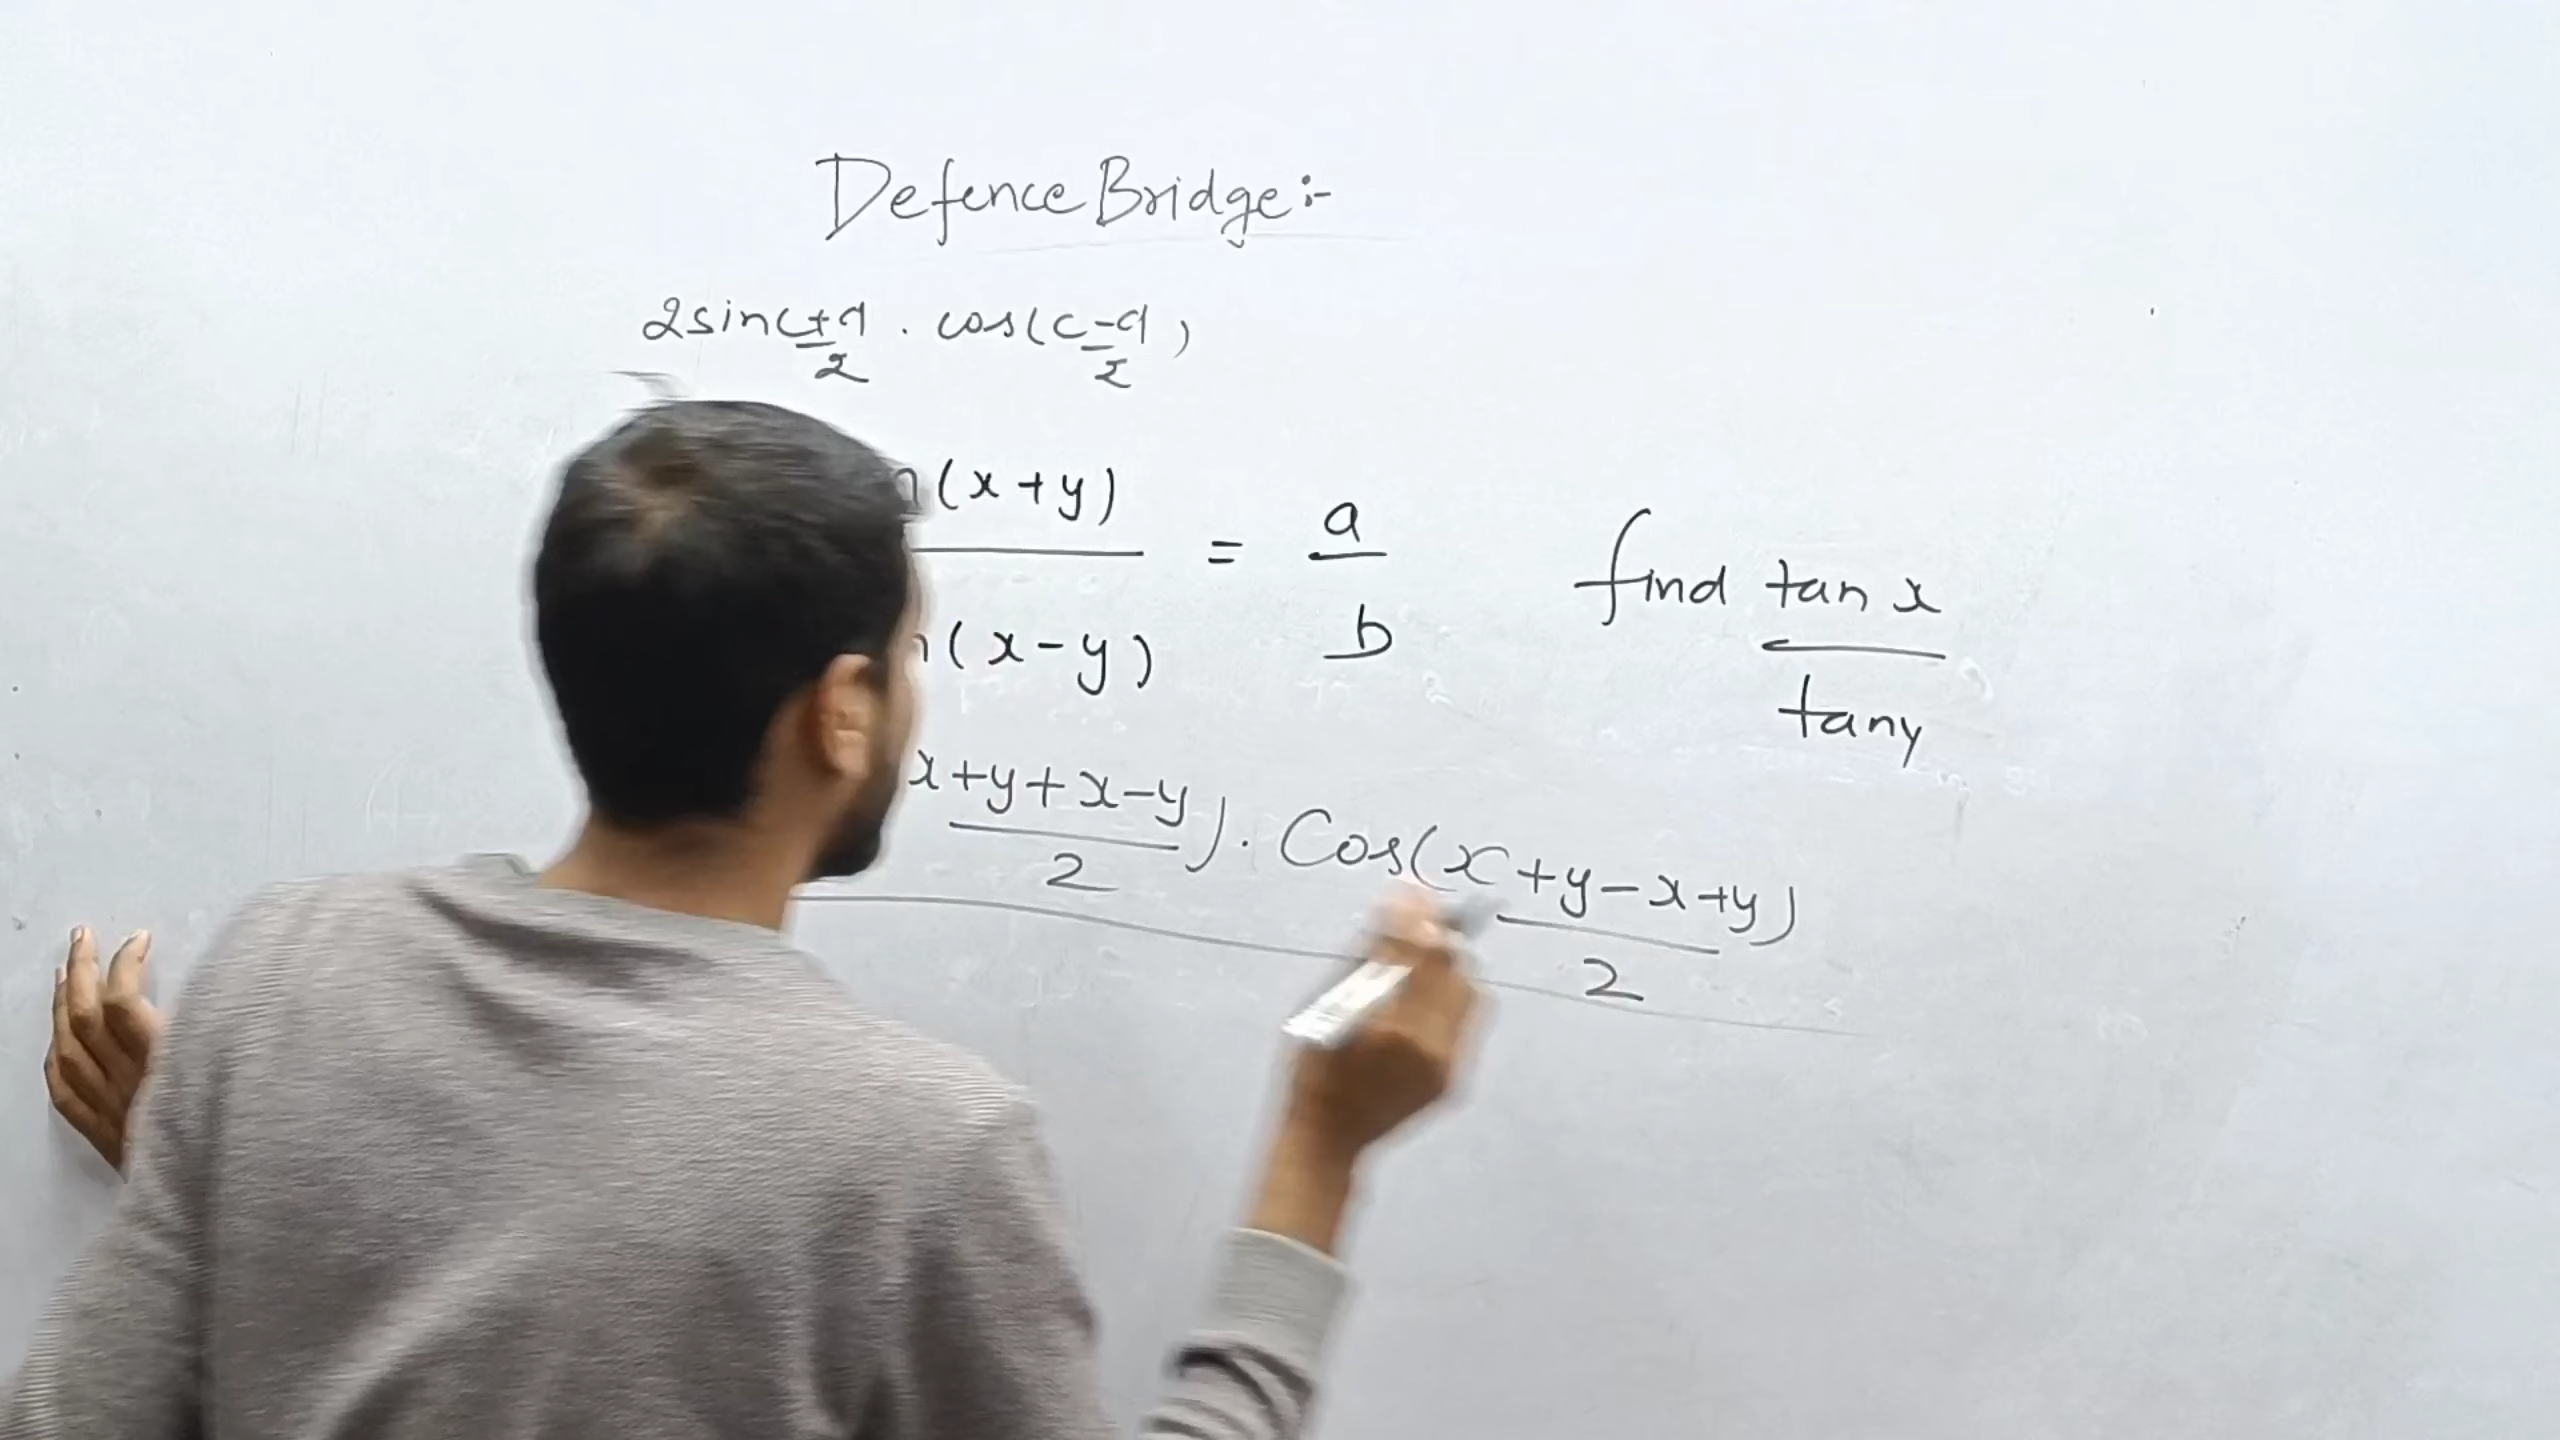 Defence Bridge:-
2sin c+d/2 . cos(c-d/2)
n(x+y)/n(x-y) = a/b find tan x/tany
x+y+x-y/2). Cos(x+y-x+y)/2